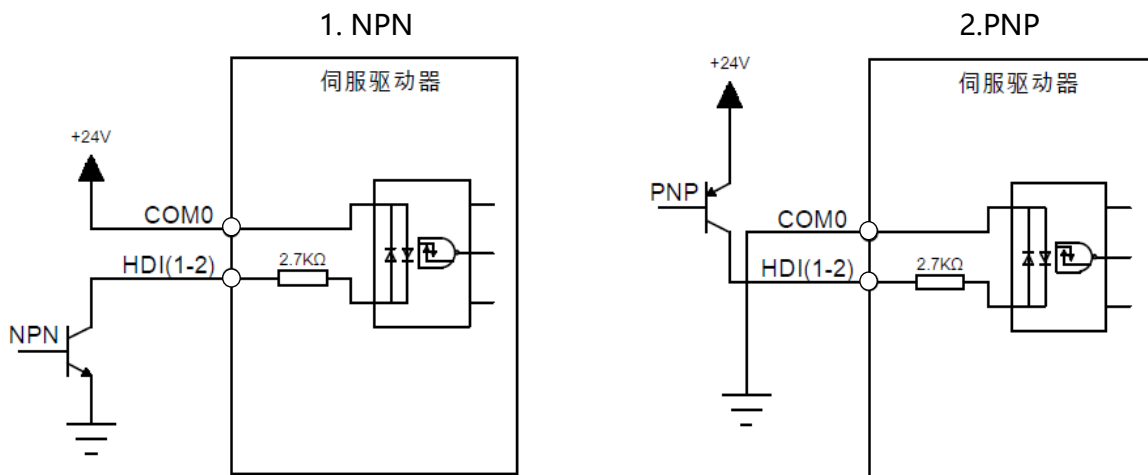 1. NPN
伺服驱动器
+24V
COM0
HDI(1-2)
2.7KΩ
NPN
2.PNP
+24V
伺服驱动器
PNP
COM0
HDI(1-2)
2.7KΩ